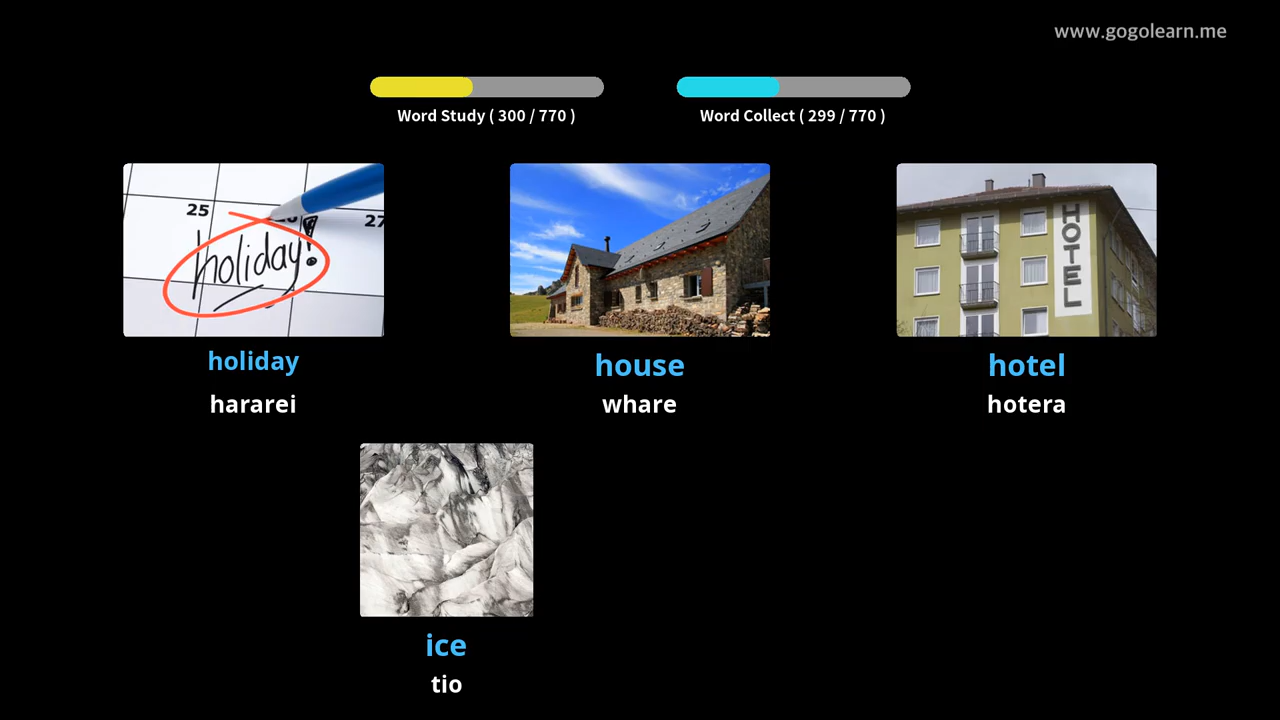 www.gogolearn.me
Word Study ( 300 / 770 )
Word Collect ( 299 / 770 )
25
27
holiday!
HOTEL
holiday
house
hotel
hararei
whare
hotera
ice
tio